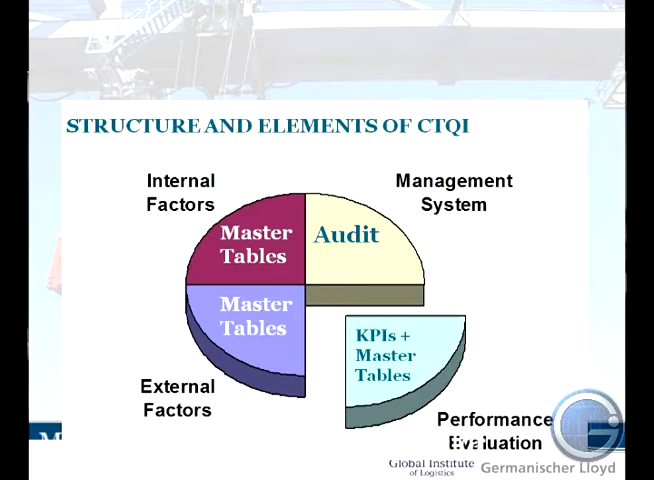 STRUCTURE AND ELEMENTS OF CTQI
Internal
Factors
Management
System
Master
Tables
Audit
Master
Tables
KPIs +
Master
Tables
External
Factors
Performance
Evaluation
Global Institute
of Logistics
Germanischer Lloyd